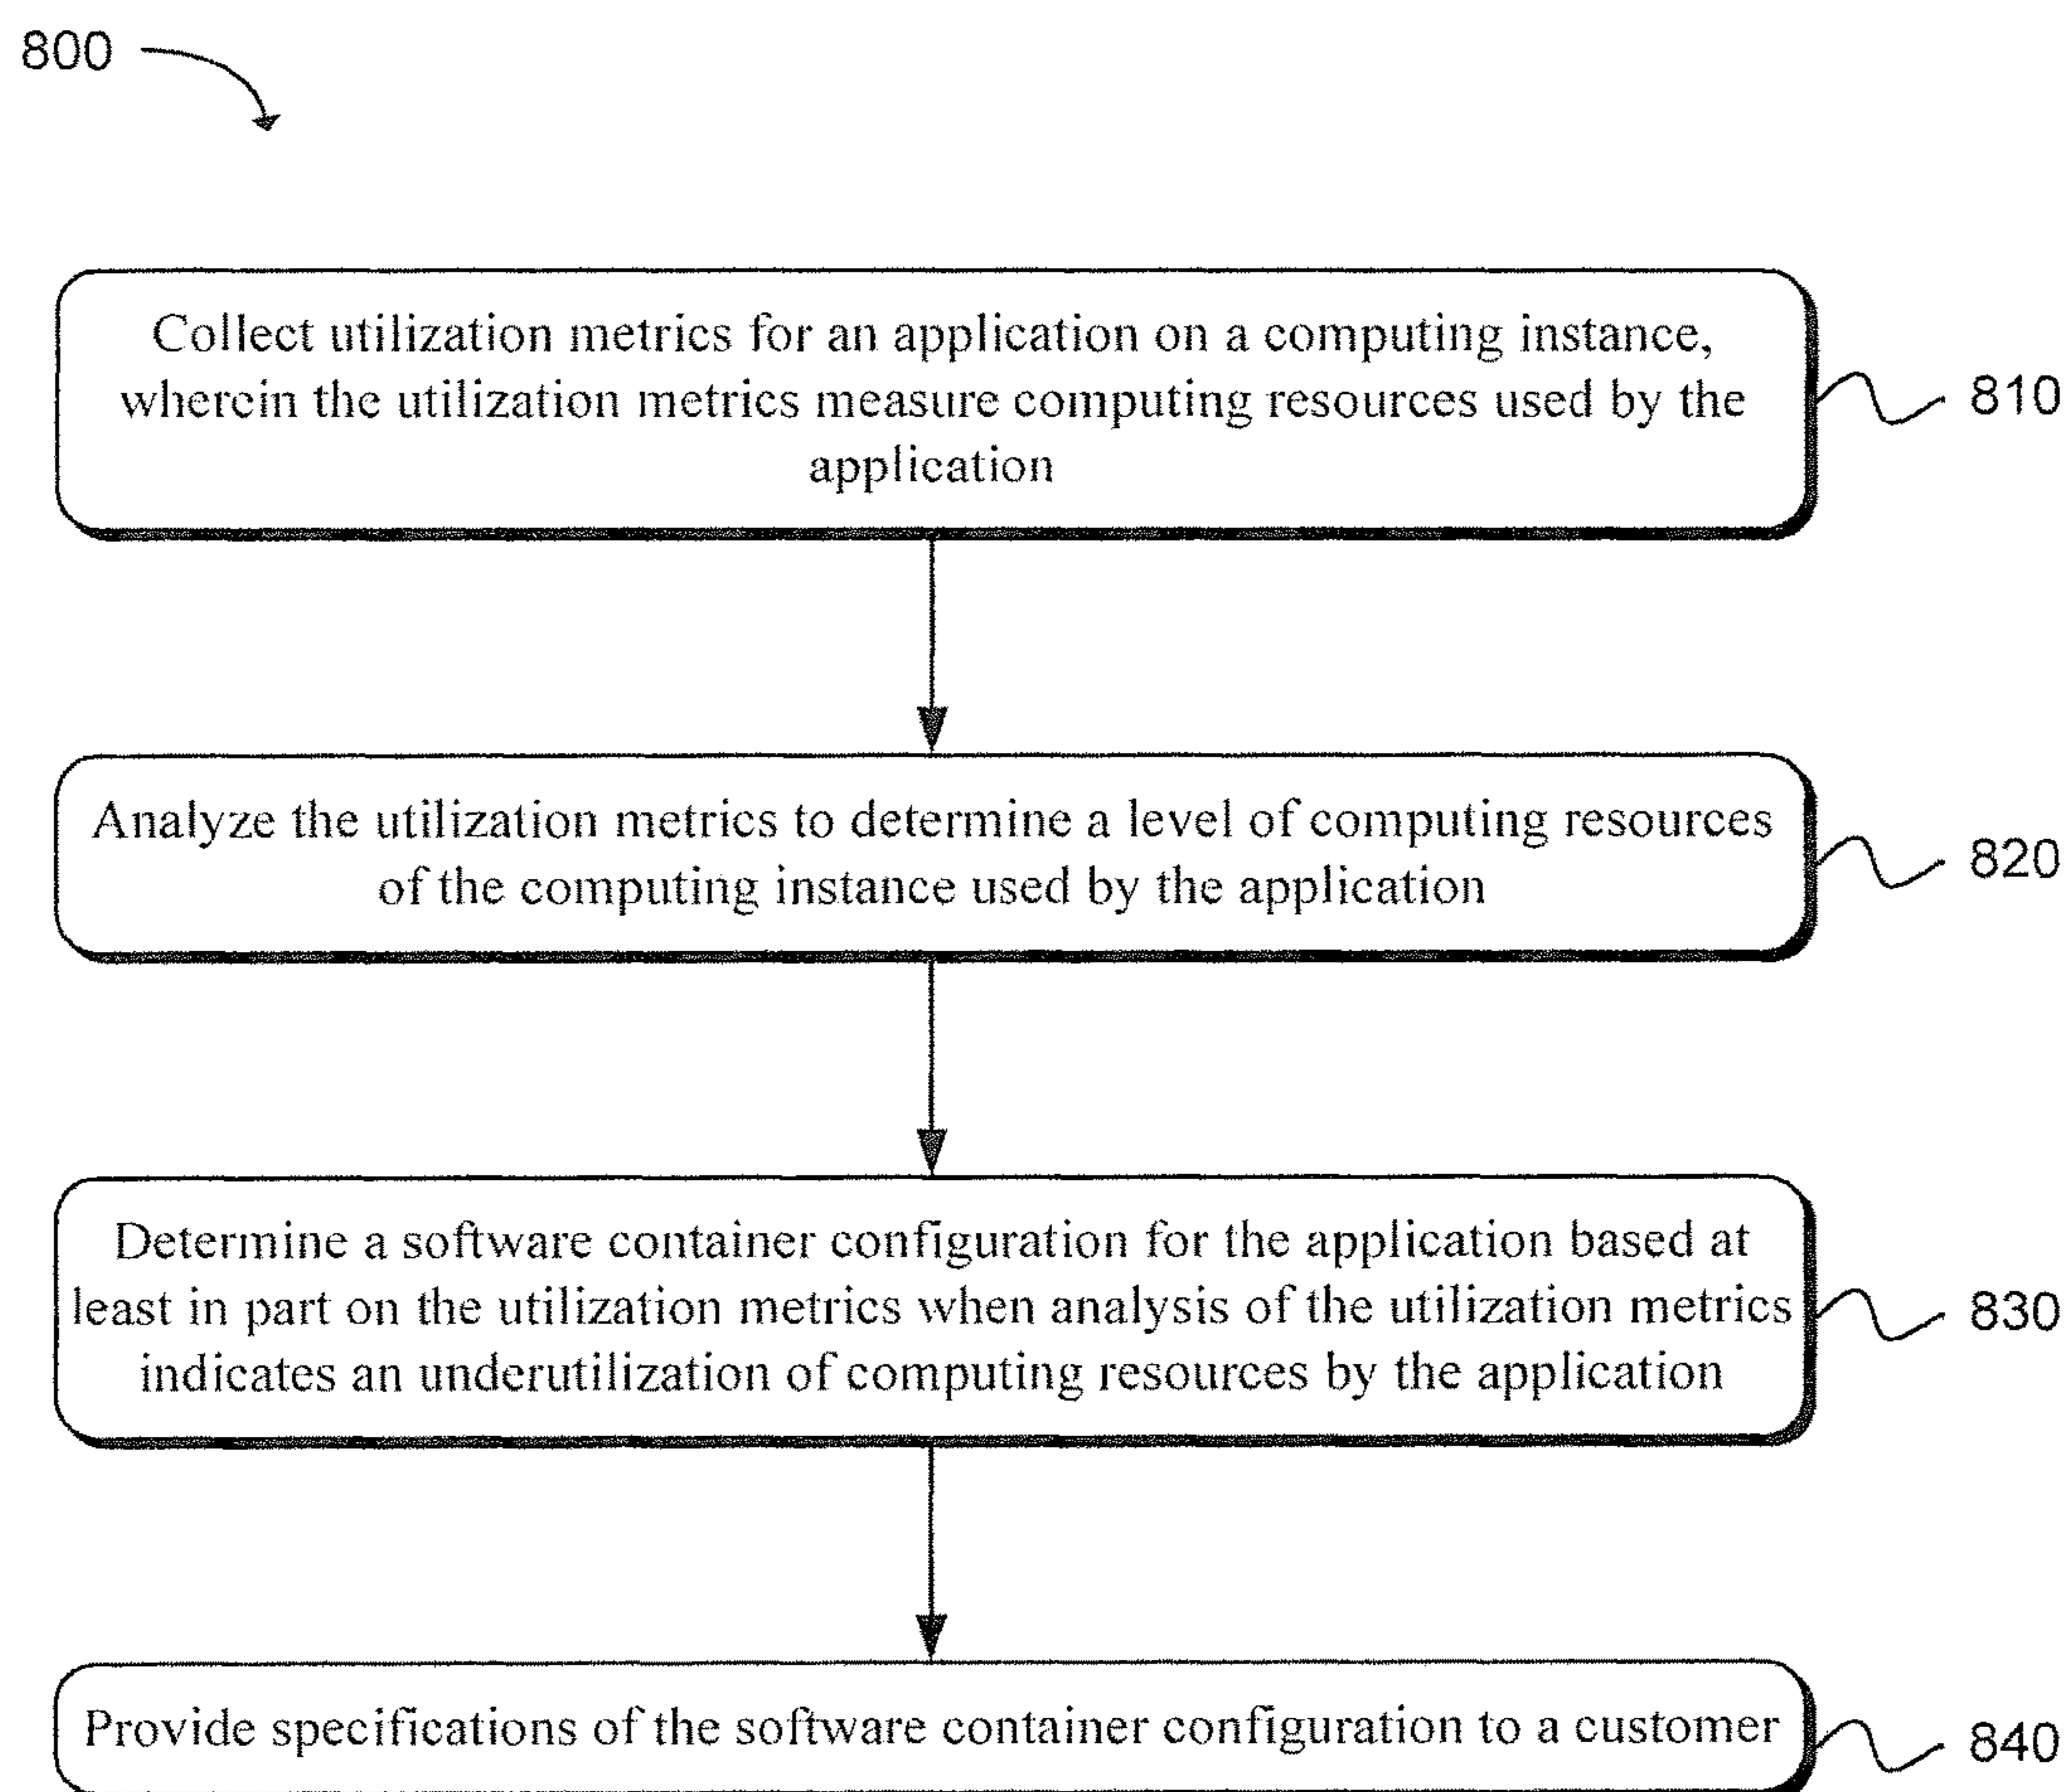 800
Collect utilization metrics for an application on a computing instance,
wherein the utilization metrics measure computing resources used by the
application
810
Analyze the utilization metrics to determine a level of computing resources
of the computing instance used by the application
820
Determine a software container configuration for the application based at
least in part on the utilization metrics when analysis of the utilization metrics
indicates an underutilization of computing resources by the application
830
Provide specifications of the software container configuration to a customer
840